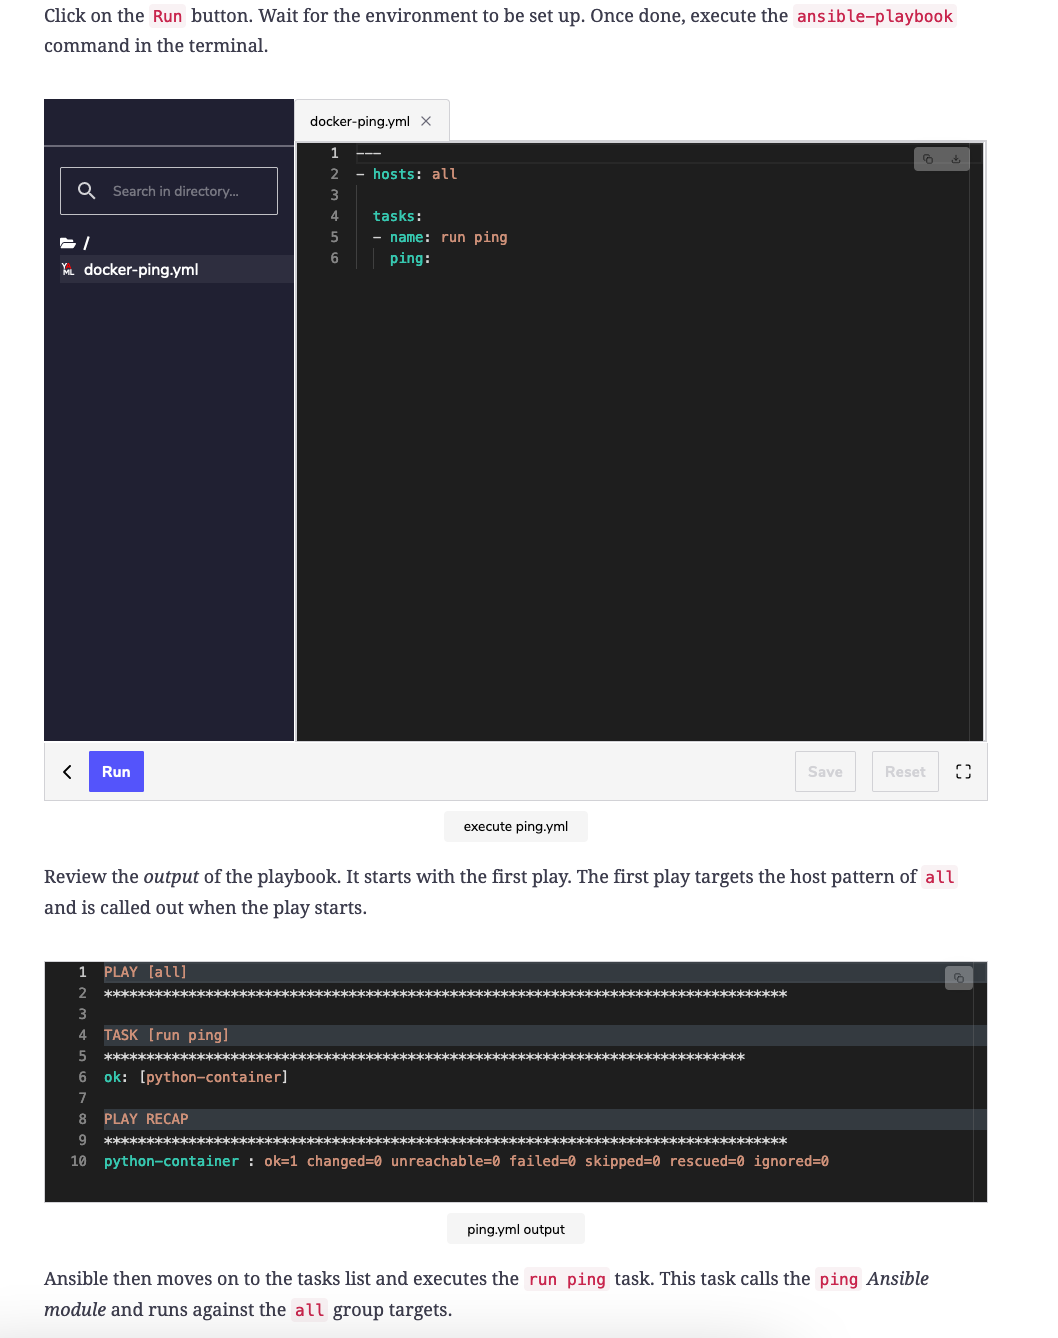 Click on the Run button. Wait for the environment to be set up. Once done, execute the ansible-playbook
command in the terminal.
docker-ping.yml
Search in directory...
/
docker-ping.yml
1 ---
2 - hosts: all
3
4 tasks:
5 - name: run ping
6 ping:
Run
Save
Reset
execute ping.yml
Review the output of the playbook. It starts with the first play. The first play targets the host pattern of all
and is called out when the play starts.
1 PLAY [all]
2 *********************************************************************************
3
4 TASK [run ping]
5 ****************************************************************************
6 ok: [python-container]
7
8 PLAY RECAP
9 *********************************************************************************
10 python-container : ok=1 changed=0 unreachable=0 failed=0 skipped=0 rescued=0 ignored=0
ping.yml output
Ansible then moves on to the tasks list and executes the run ping task. This task calls the ping Ansible
module and runs against the all group targets.